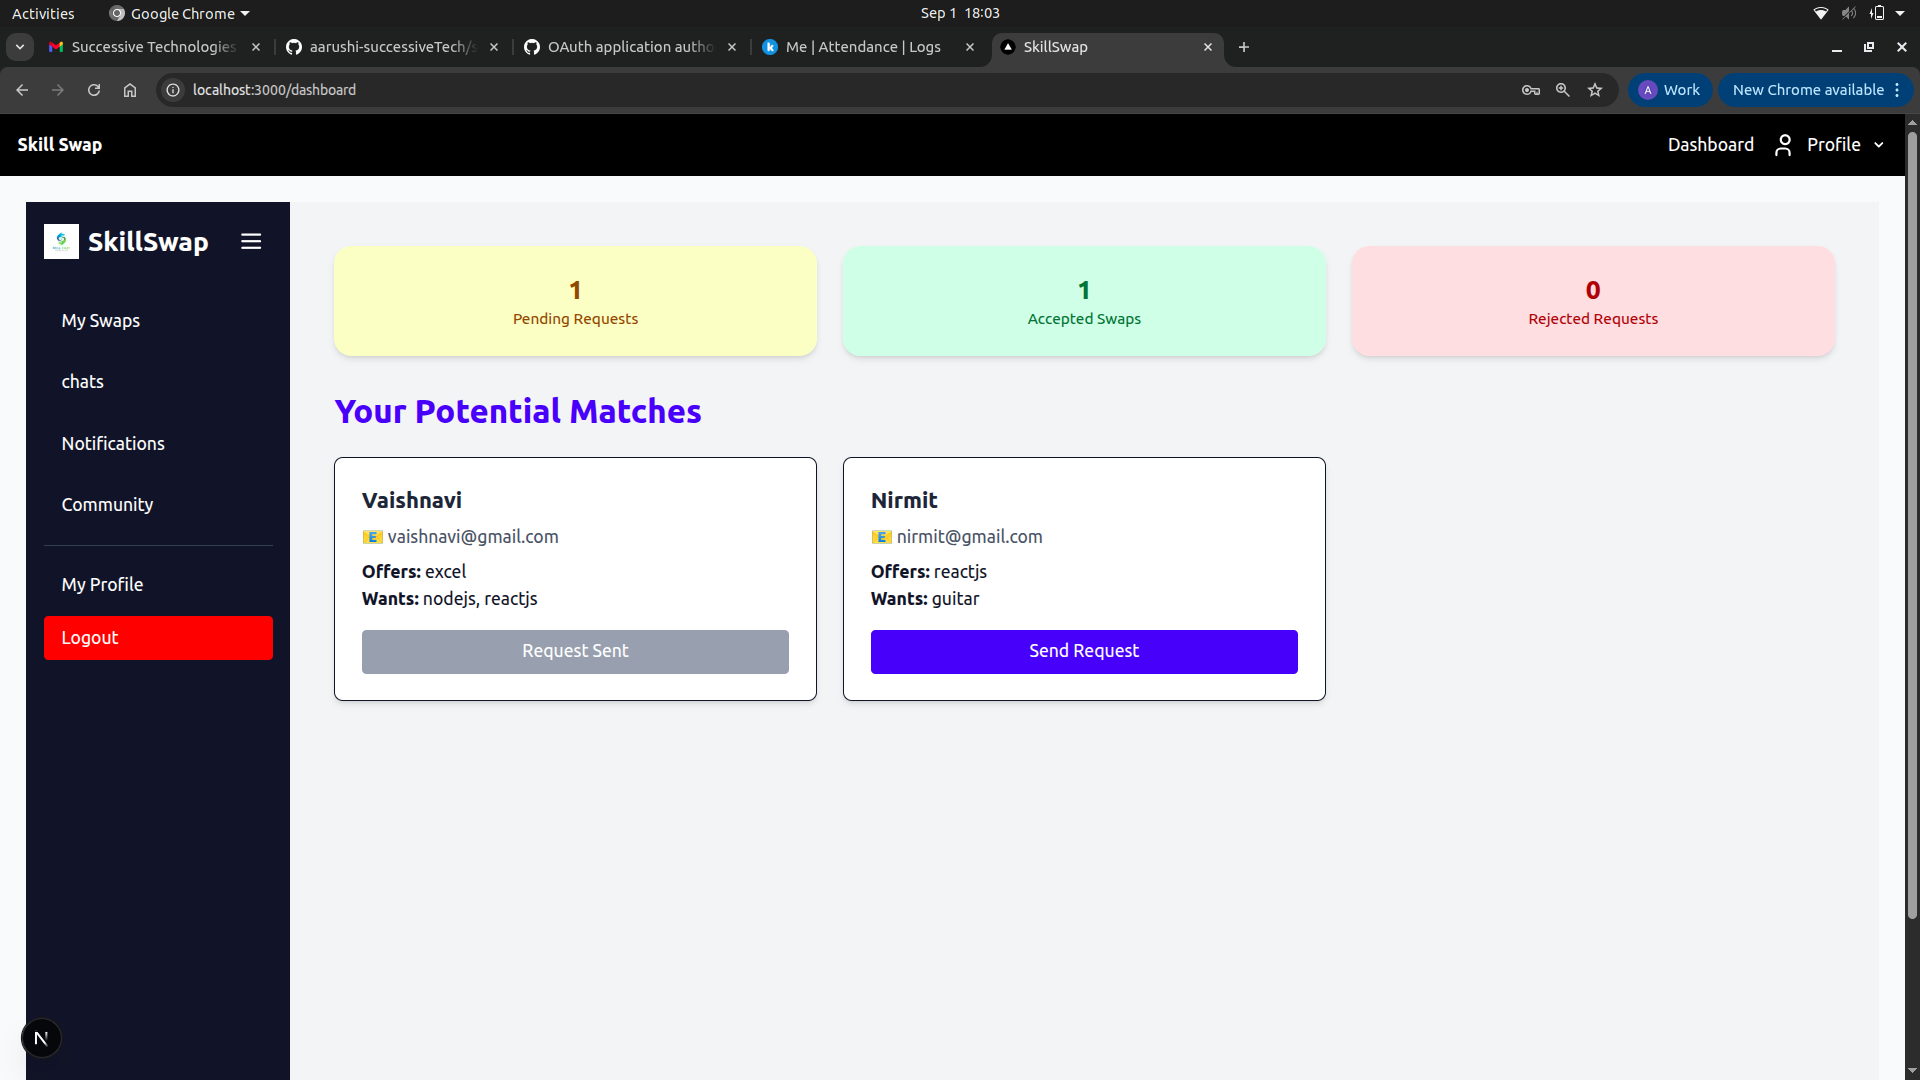 Activities
Google Chrome
Sep 1 18:03
Successive Technologies
aarushi-successiveTech/s
OAuth application autho
Me | Attendance | Logs
SkillSwap
localhost:3000/dashboard
A Work
New Chrome available
Skill Swap
Dashboard
Profile
SkillSwap
My Swaps
chats
Notifications
Community
My Profile
Logout
1
Pending Requests
1
Accepted Swaps
0
Rejected Requests
Your Potential Matches
Vaishnavi
📧 vaishnavi@gmail.com
Offers: excel
Wants: nodejs, reactjs
Request Sent
Nirmit
📧 nirmit@gmail.com
Offers: reactjs
Wants: guitar
Send Request
N